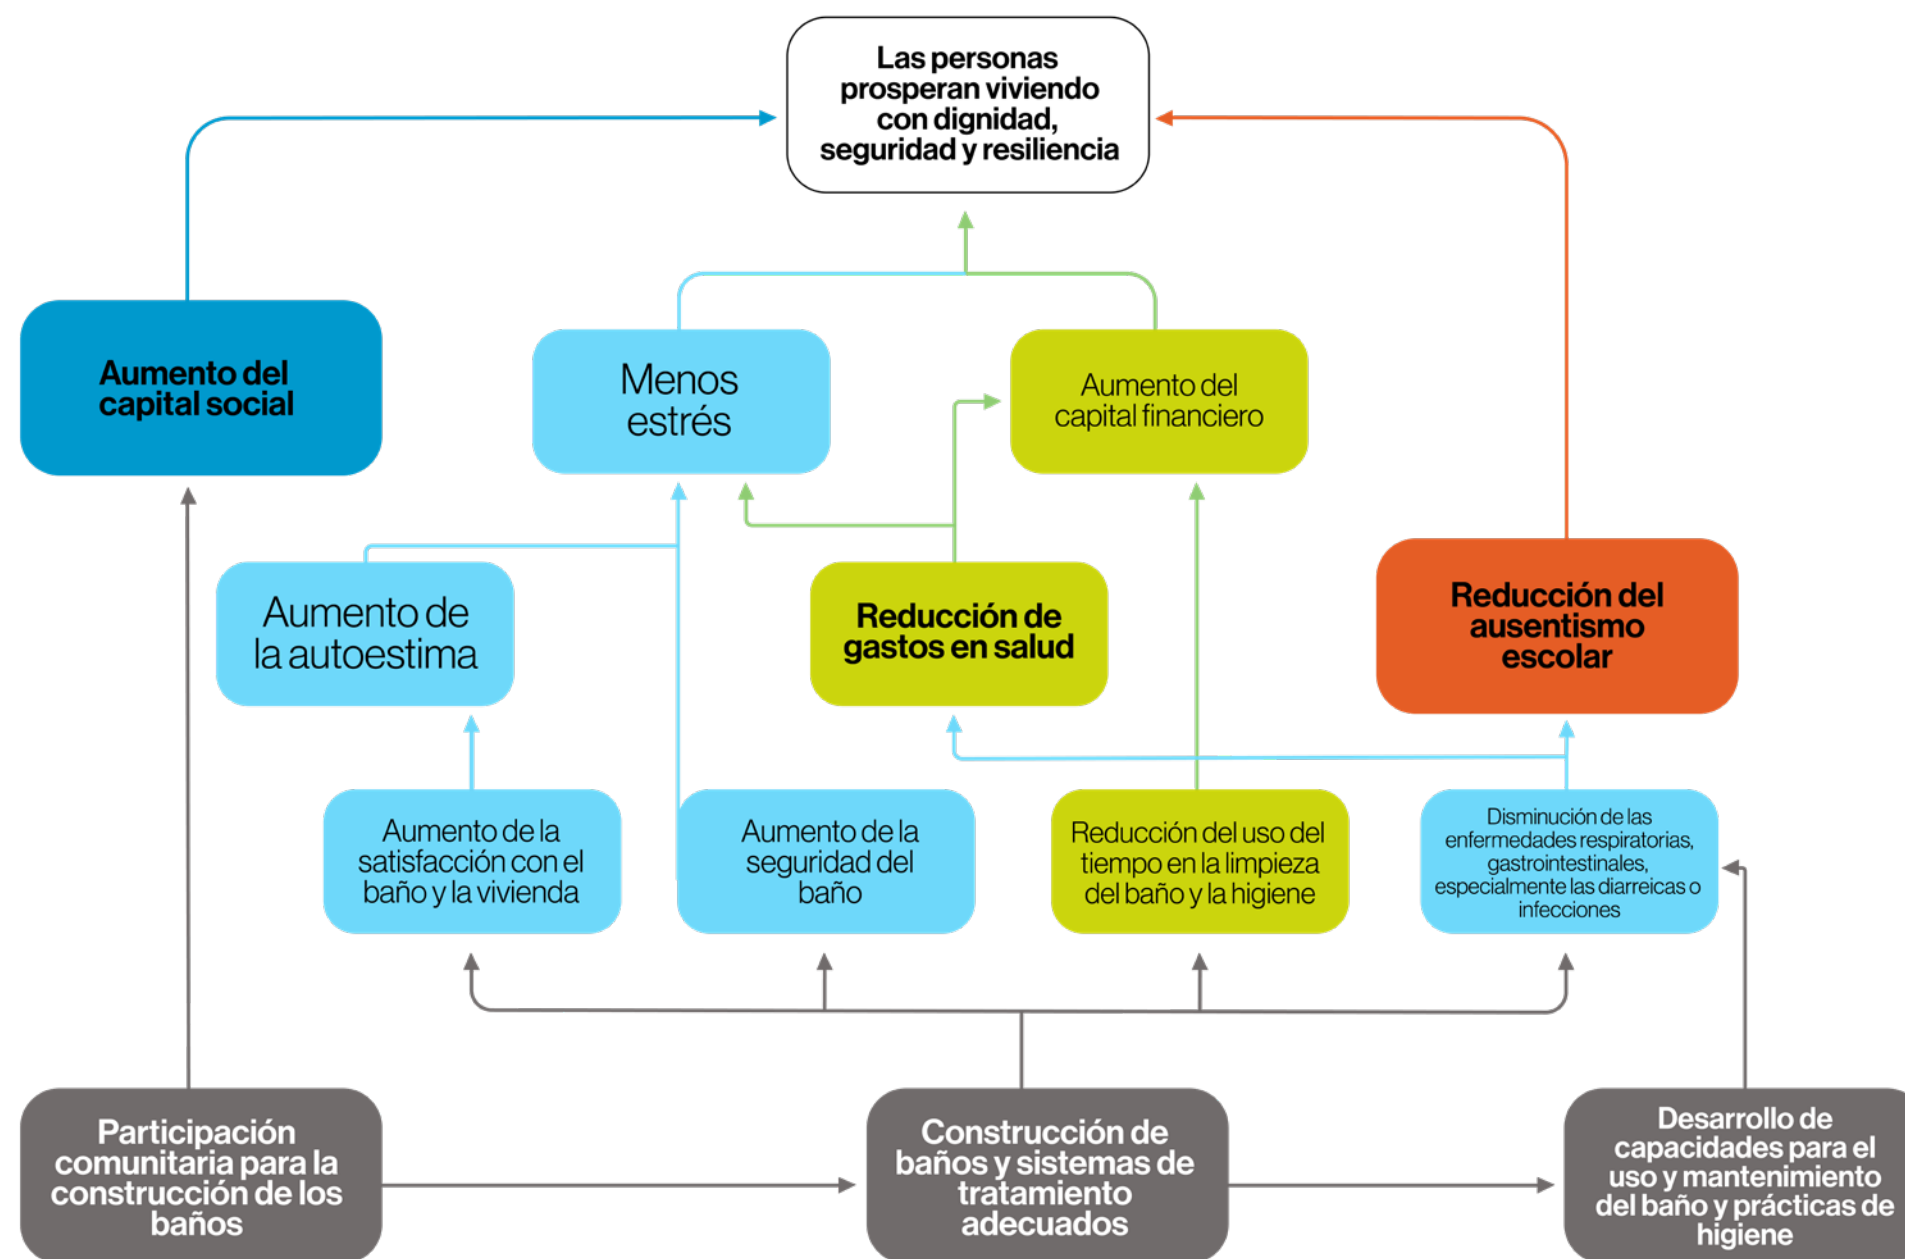 Las personas
prosperan viviendo
con dignidad,
seguridad y resiliencia
Aumento del
capital social
Menos
estrés
Aumento del
capital financiero
Aumento de
la autoestima
Reducción de
gastos en salud
Reducción del
ausentismo
escolar
Aumento de la
satisfacción con el
baño y la vivienda
Aumento de la
seguridad del
baño
Reducción del uso del
tiempo en la limpieza
del baño y la higiene
Disminución de las
enfermedades respiratorias,
gastrointestinales,
especialmente las diarreicas o
infecciones
Participación
comunitaria para la
construcción de los
baños
Construcción de
baños y sistemas de
tratamiento
adecuados
Desarrollo de
capacidades para el
uso y mantenimiento
del baño y prácticas de
higiene